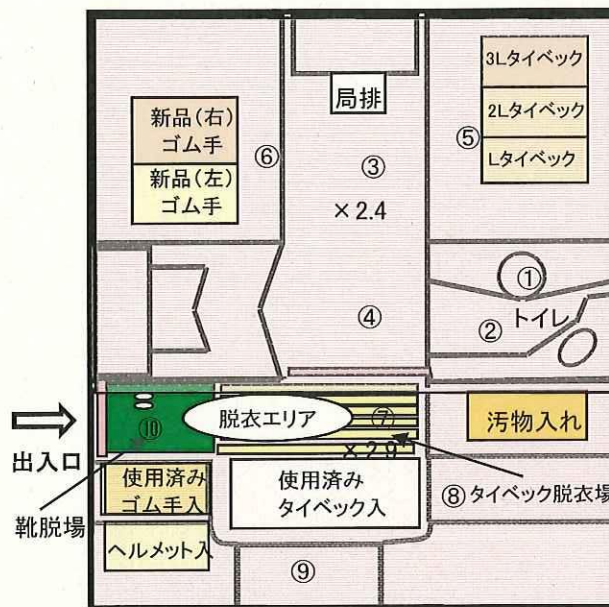 局排
3Lタイベック
2Lタイベック
Lタイベック
新品(右)
ゴム手
新品(左)
ゴム手
⑥
③
⑤
×2.4
①
④
②
トイレ
⑩
脱衣エリア
⑦
×2.9
汚物入れ
出入口
使用済み
ゴム手入
使用済み
タイベック入
⑧タイベック脱衣場
靴脱場
ヘルメット入
⑨